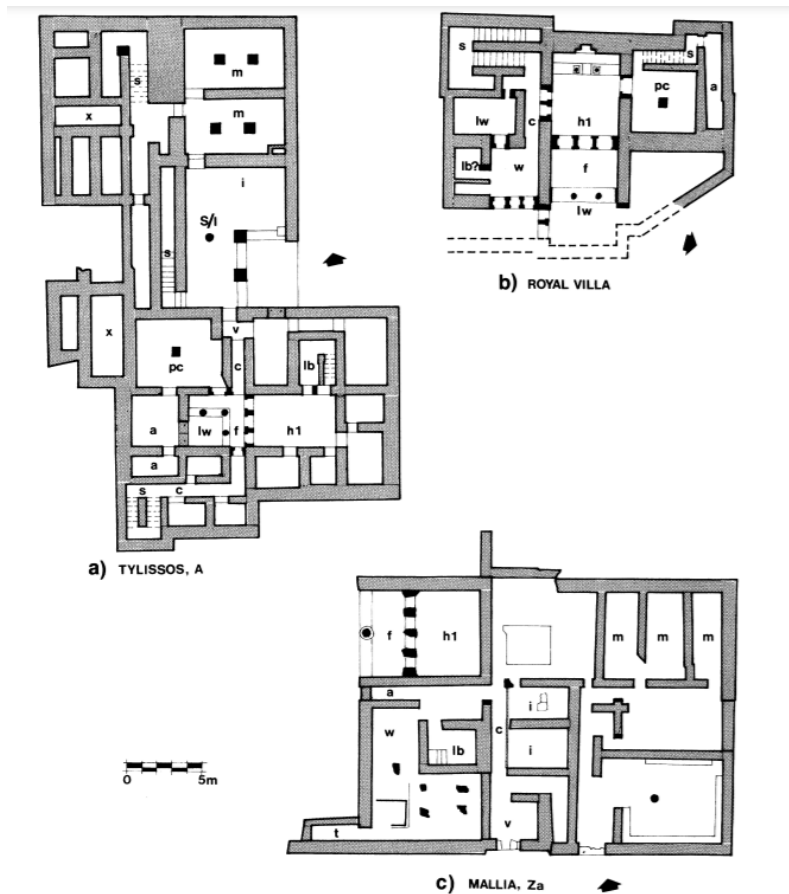 m
s
m
x
i
S/I
s
x
v
pc
c
lb
a
lw
f
h1
a
s
c
a) TYLISSOS, A
s
s
pc
a
lw
c
h1
lb?
w
f
lw
b) ROYAL VILLA
f
h1
m
m
m
a
i
w
c
lb
i
t
v
0
5m
c) MALLIA, Za